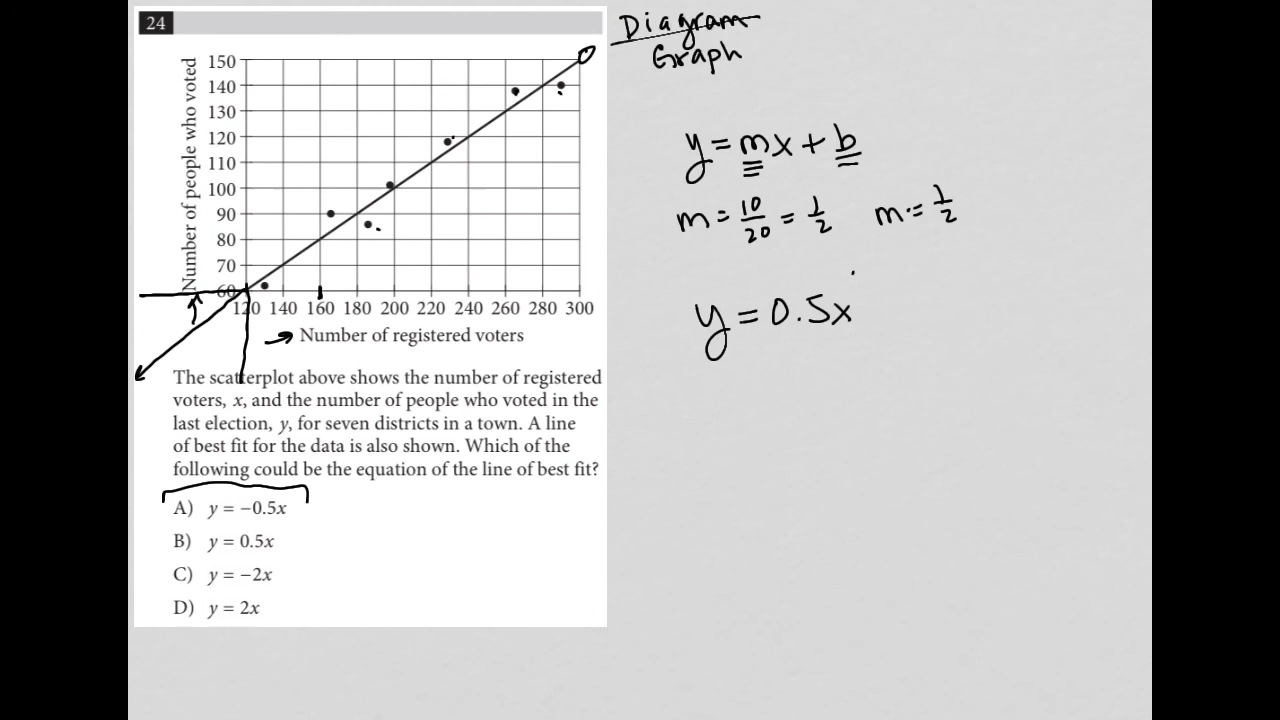 24
Diagram
Graph
Number of people who voted
150
140
130
120
110
100
90
80
70
60
120 140 160 180 200 220 240 260 280 300
Number of registered voters
y = mx + b
m = 10/20 = 1/2 m = 1/2
y = 0.5x
The scatterplot above shows the number of registered
voters, x, and the number of people who voted in the
last election, y, for seven districts in a town. A line
of best fit for the data is also shown. Which of the
following could be the equation of the line of best fit?
A) y = −0.5x
B) y = 0.5x
C) y = −2x
D) y = 2x